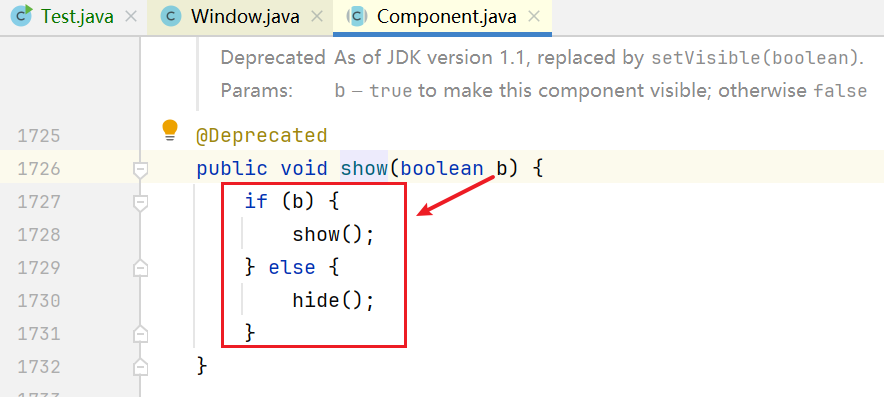 Test.java Window.java Component.java
Deprecated As of JDK version 1.1, replaced by setVisible(boolean).
Params: b – true to make this component visible; otherwise false
1725 @Deprecated
1726 public void show(boolean b) {
1727 if (b) {
1728 show();
1729 } else {
1730 hide();
1731 }
1732 }
1733